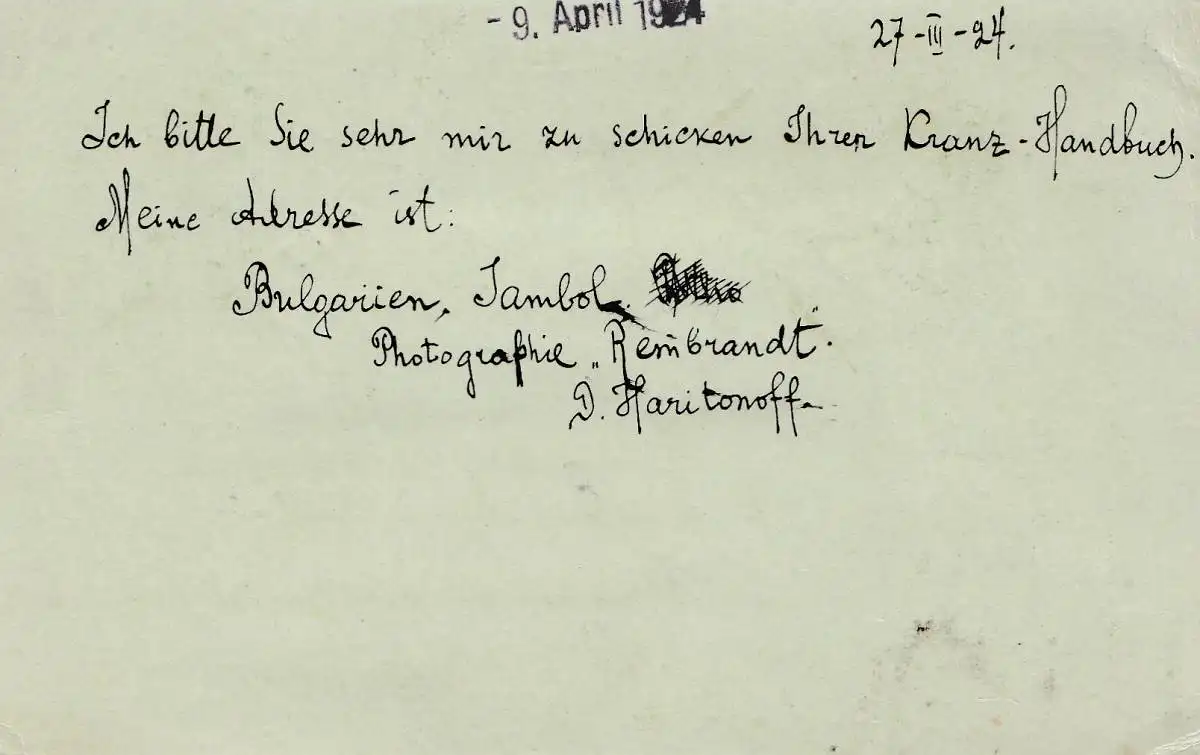 - 9. April 1924
27-III-24.
Ich bitte Sie sehr mir zu schicken Ihren Kranz-Handbuch.
Meine Adresse ist:
Bulgarien, Jambol.
Photographie „Rembrandt".
D. Haritonoff.